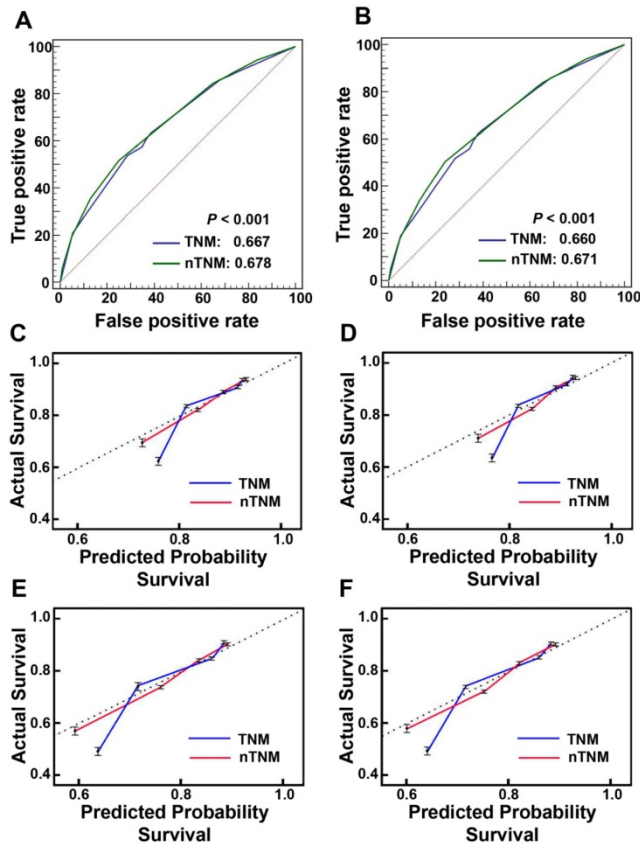 A
True positive rate
100
80
60
40
20
0
P < 0.001
TNM: 0.667
nTNM: 0.678
0 20 40 60 80 100
False positive rate
B
True positive rate
100
80
60
40
20
0
P < 0.001
TNM: 0.660
nTNM: 0.671
0 20 40 60 80 100
False positive rate
C
Actual Survival
1.0
0.8
0.6
0.4
TNM
nTNM
0.6 0.8 1.0
Predicted Probability
Survival
D
Actual Survival
1.0
0.8
0.6
0.4
TNM
nTNM
0.6 0.8 1.0
Predicted Probability
Survival
E
Actual Survival
1.0
0.8
0.6
0.4
TNM
nTNM
0.6 0.8 1.0
Predicted Probability
Survival
F
Actual Survival
1.0
0.8
0.6
0.4
TNM
nTNM
0.6 0.8 1.0
Predicted Probability
Survival